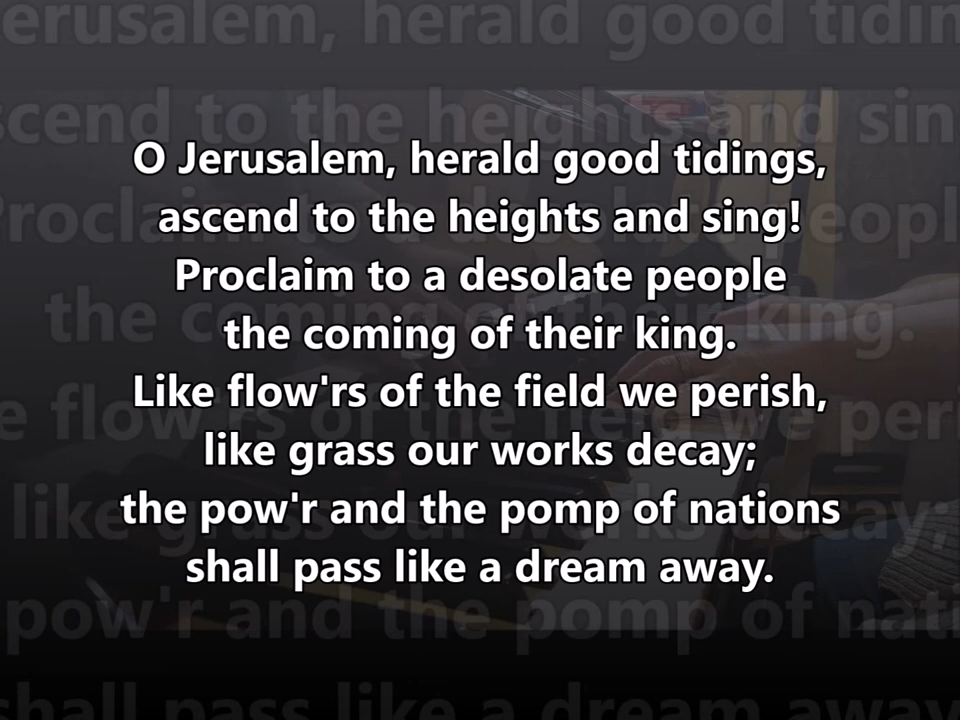 O Jerusalem, herald good tidings,
ascend to the heights and sing!
Proclaim to a desolate people
the coming of their king.
Like flow'rs of the field we perish,
like grass our works decay;
the pow'r and the pomp of nations
shall pass like a dream away.